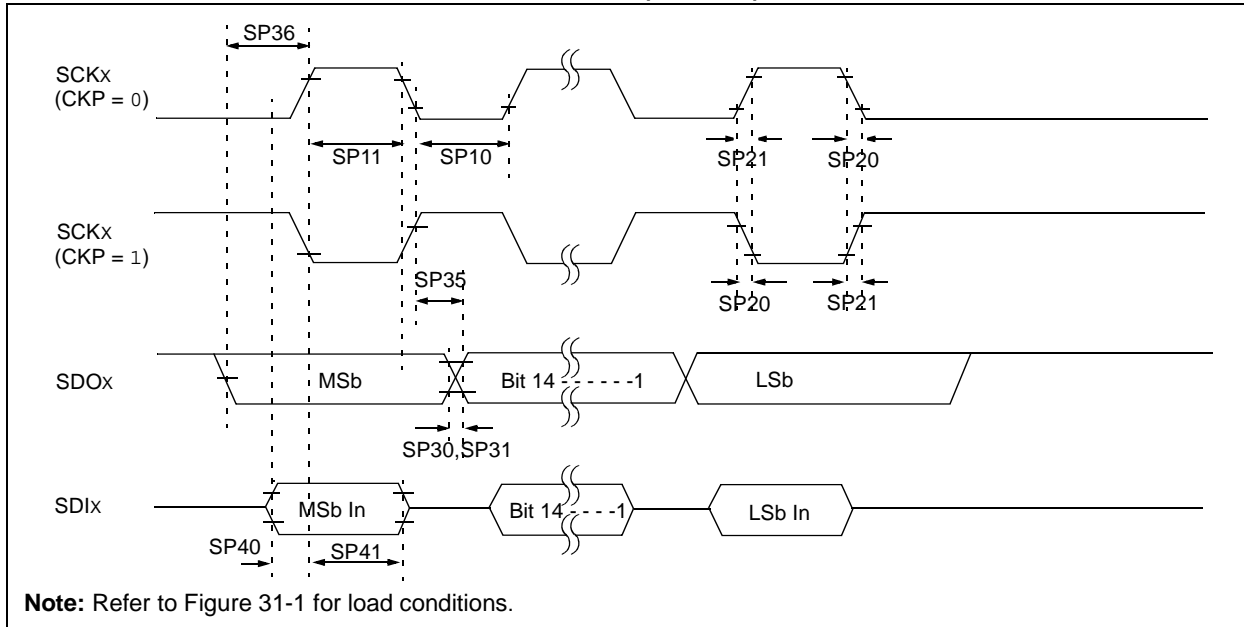 SP36
SCKx
(CKP = 0)
SP11
SP10
SP21
SP20
SCKx
(CKP = 1)
SP35
SP20
SP21
SDOx
MSb
Bit 14 - - - - - -1
LSb
SP30,SP31
SDIx
MSb In
Bit 14 - - - -1
LSb In
SP40
SP41
Note: Refer to Figure 31-1 for load conditions.